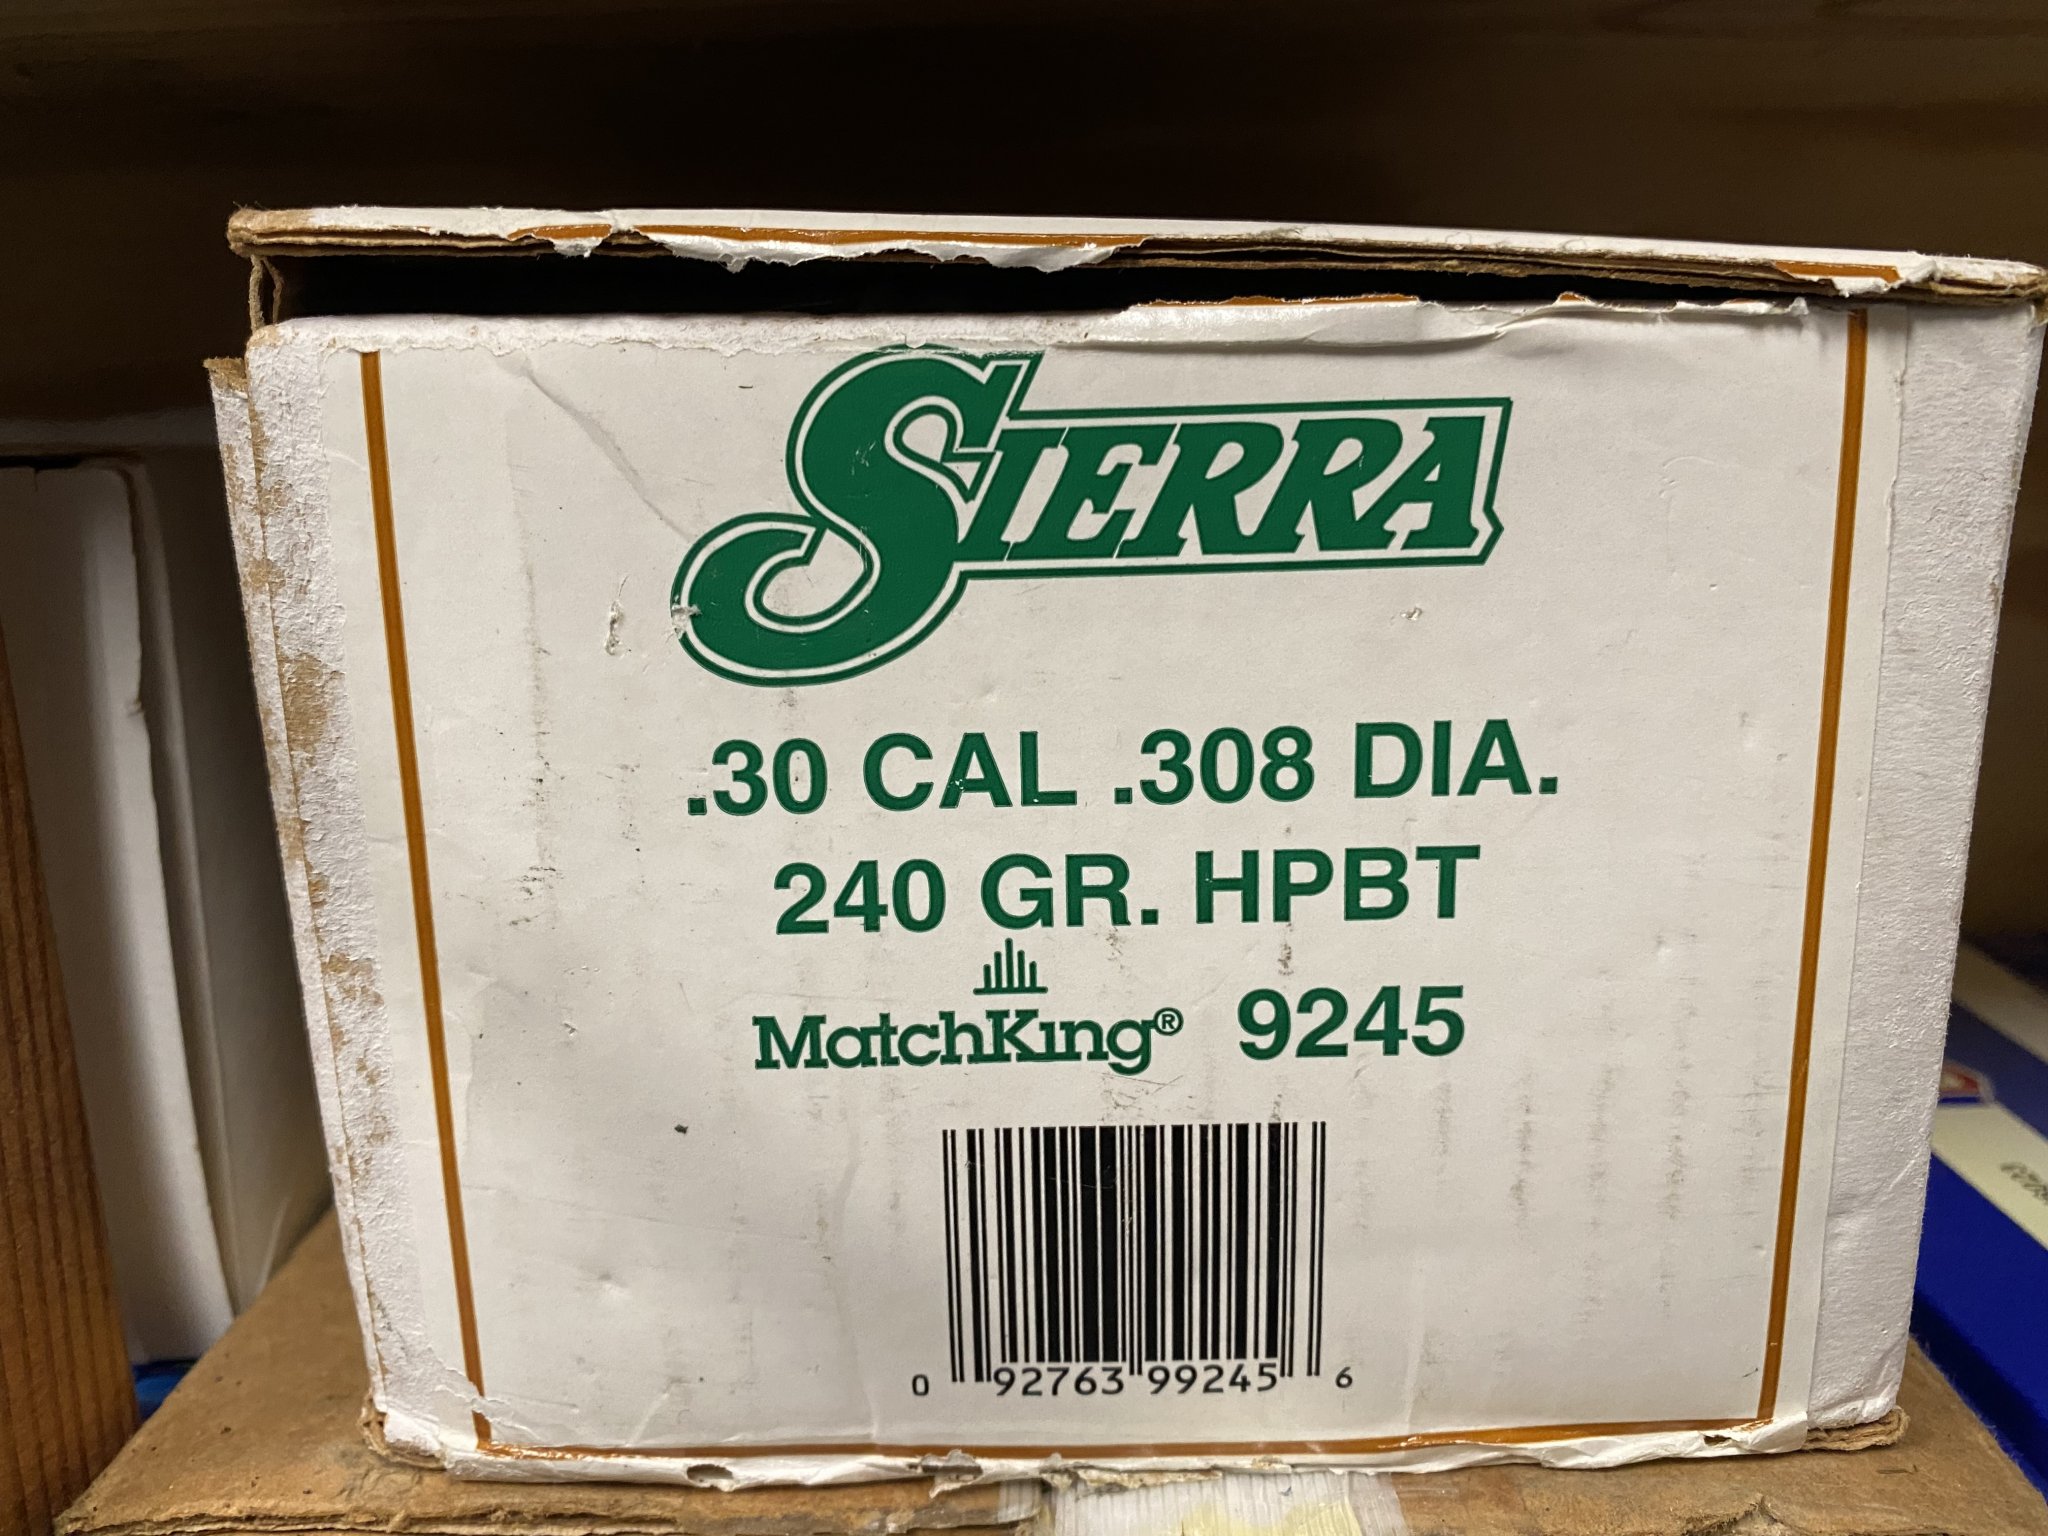 SIERRA
.30 CAL .308 DIA.
240 GR. HPBT
MatchKing® 9245
0 92763 99245 6